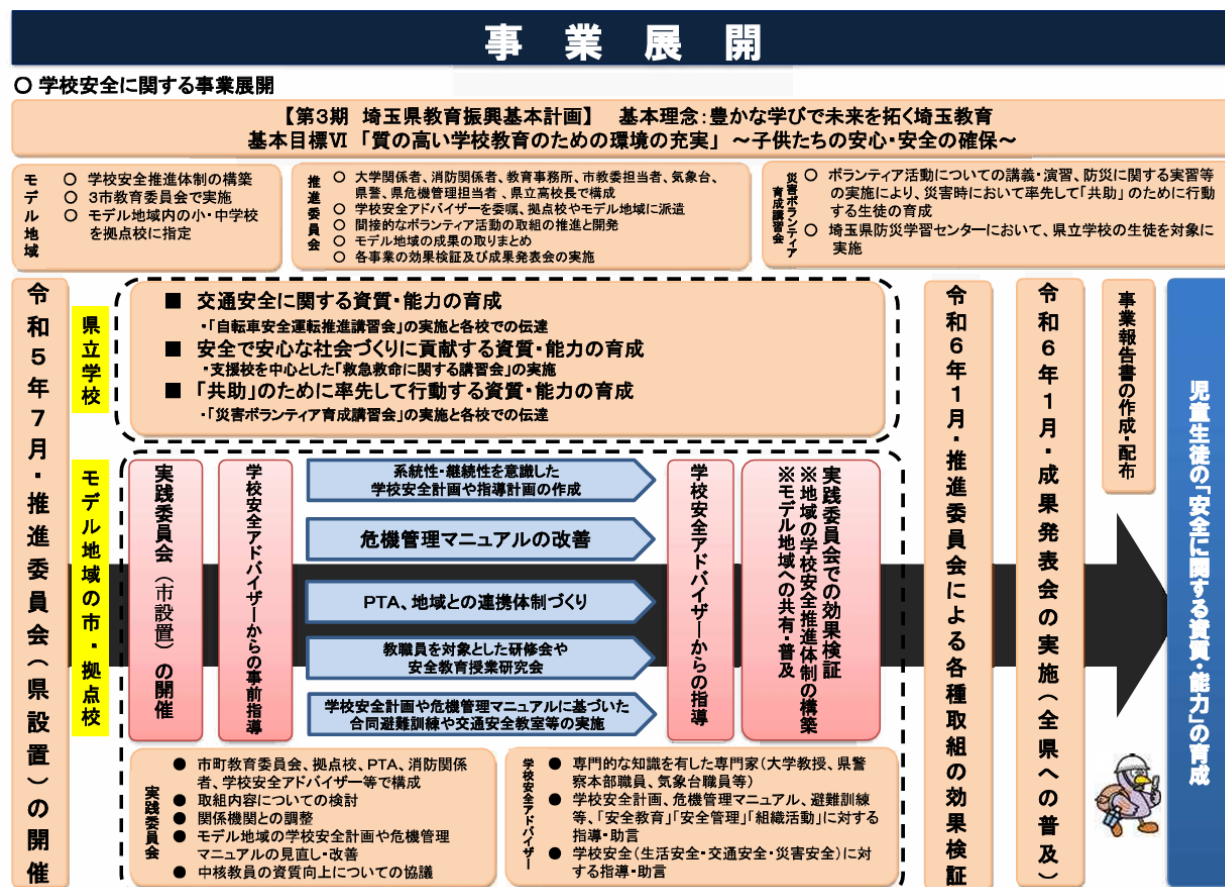 事業展開
〇 学校安全に関する事業展開
【第3期 埼玉県教育振興基本計画】 基本理念：豊かな学びで未来を拓く埼玉教育
基本目標Ⅵ 「質の高い学校教育のための環境の充実」 ～子供たちの安心・安全の確保～
モデル地域
〇 学校安全推進体制の構築
〇 3市教育委員会で実施
〇 モデル地域内の小・中学校
を拠点校に指定
推進委員会
〇 大学関係者、消防関係者、教育事務所、市教委担当者、気象台、
県警、県危機管理担当者 、県立高校長で構成
〇 学校安全アドバイザーを委嘱、拠点校やモデル地域に派遣
〇 間接的なボランティア活動の取組の推進と開発
〇 モデル地域の成果の取りまとめ
〇 各事業の効果検証及び成果発表会の実施
災害ボランティア
育成講習会
〇 ボランティア活動についての講義・演習、防災に関する実習等
の実施により、災害時において率先して「共助」のために行動
する生徒の育成
〇 埼玉県防災学習センターにおいて、県立学校の生徒を対象に
実施
令和5年7月・推進委員会（県設置）の開催
県立学校
■ 交通安全に関する資質・能力の育成
・「自転車安全運転推進講習会」の実施と各校での伝達
■ 安全で安心な社会づくりに貢献する資質・能力の育成
・支援校を中心とした「救急救命に関する講習会」の実施
■ 「共助」のために率先して行動する資質・能力の育成
・「災害ボランティア育成講習会」の実施と各校での伝達
モデル地域の市・拠点校
実践委員会（市設置）の開催
学校安全アドバイザーからの事前指導
系統性・継続性を意識した
学校安全計画や指導計画の作成
危機管理マニュアルの改善
PTA、地域との連携体制づくり
教職員を対象とした研修会や
安全教育授業研究会
学校安全計画や危機管理マニュアルに基づいた
合同避難訓練や交通安全教室等の実施
学校安全アドバイザーからの指導
実践委員会での効果検証
※地域の学校安全推進体制の構築
※モデル地域への共有・普及
実践委員会
● 市町教育委員会、拠点校、PTA、消防関係
者、学校安全アドバイザー等で構成
● 取組内容についての検討
● 関係機関との調整
● モデル地域の学校安全計画や危機管理
マニュアルの見直し・改善
● 中核教員の資質向上についての協議
学校安全アドバイザー
● 専門的な知識を有した専門家（大学教授、県警
察本部職員、気象台職員等）
● 学校安全計画、危機管理マニュアル、避難訓練
等、「安全教育」「安全管理」「組織活動」に対する
指導・助言
● 学校安全（生活安全・交通安全・災害安全）に対
する指導・助言
令和6年1月・推進委員会による各種取組の効果検証
令和6年1月・成果発表会の実施（全県への普及）
事業報告書の作成・配布
児童生徒の「安全に関する資質・能力」の育成